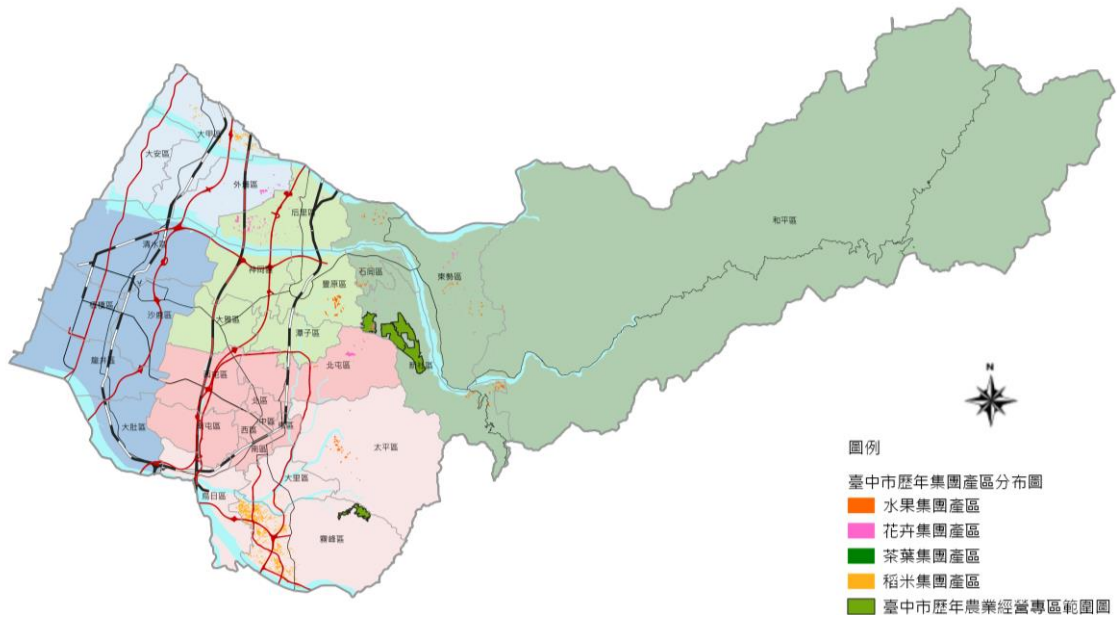 大甲區
大安區
外埔區
后里區
和平區
清水區
神岡區
石岡區
東勢區
豐原區
梧棲區
沙鹿區
大雅區
潭子區
新社區
龍井區
北屯區
西屯區
北區
大肚區
南屯區
西區
中區
東區
南區
太平區
大里區
烏日區
霧峰區
N
圖例
臺中市歷年集團產區分布圖
水果集團產區
花卉集團產區
茶葉集團產區
稻米集團產區
臺中市歷年農業經營專區範圍圖